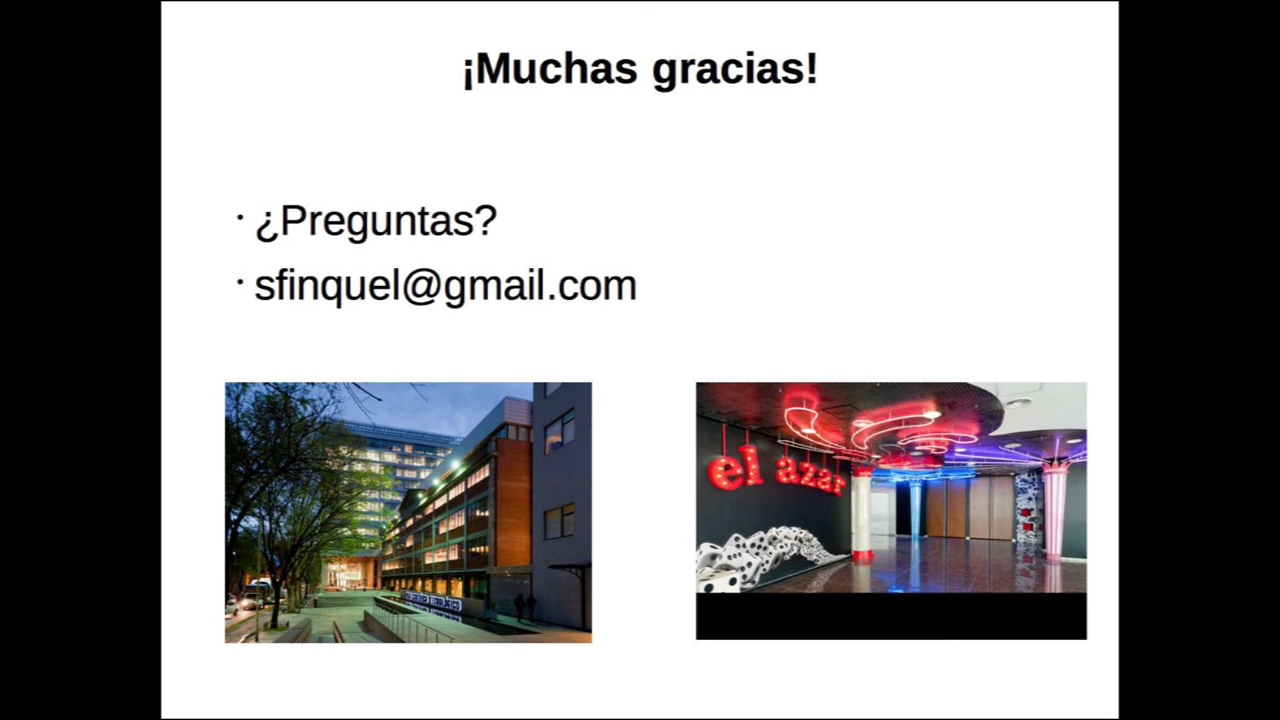 ¡Muchas gracias!
· ¿Preguntas?
· sfinquel@gmail.com
el azar